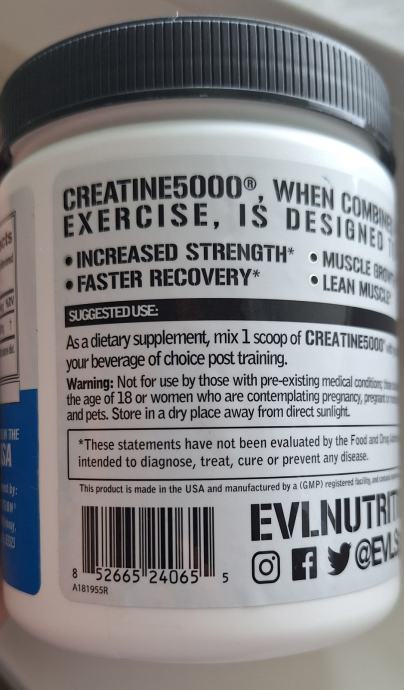 CREATINE5000®, WHEN
EXERCISE, IS DESIGNED
• INCREASED STRENGTH* • MUSCLE
• FASTER RECOVERY* • LEAN MUSCLE
SUGGESTED USE:
As a dietary supplement, mix 1 scoop of CREATINE5000®
your beverage of choice post training.
Warning: Not for use by those with pre-existing medical conditions,
the age of 18 or women who are contemplating pregnancy,
and pets. Store in a dry place away from direct sunlight.
*These statements have not been evaluated by the Food and Drug
intended to diagnose, treat, cure or prevent any disease.
This product is made in the USA and manufactured by a (GMP) registered facility,
EVLNUTRIT
8 52665 24065 5
A181955R